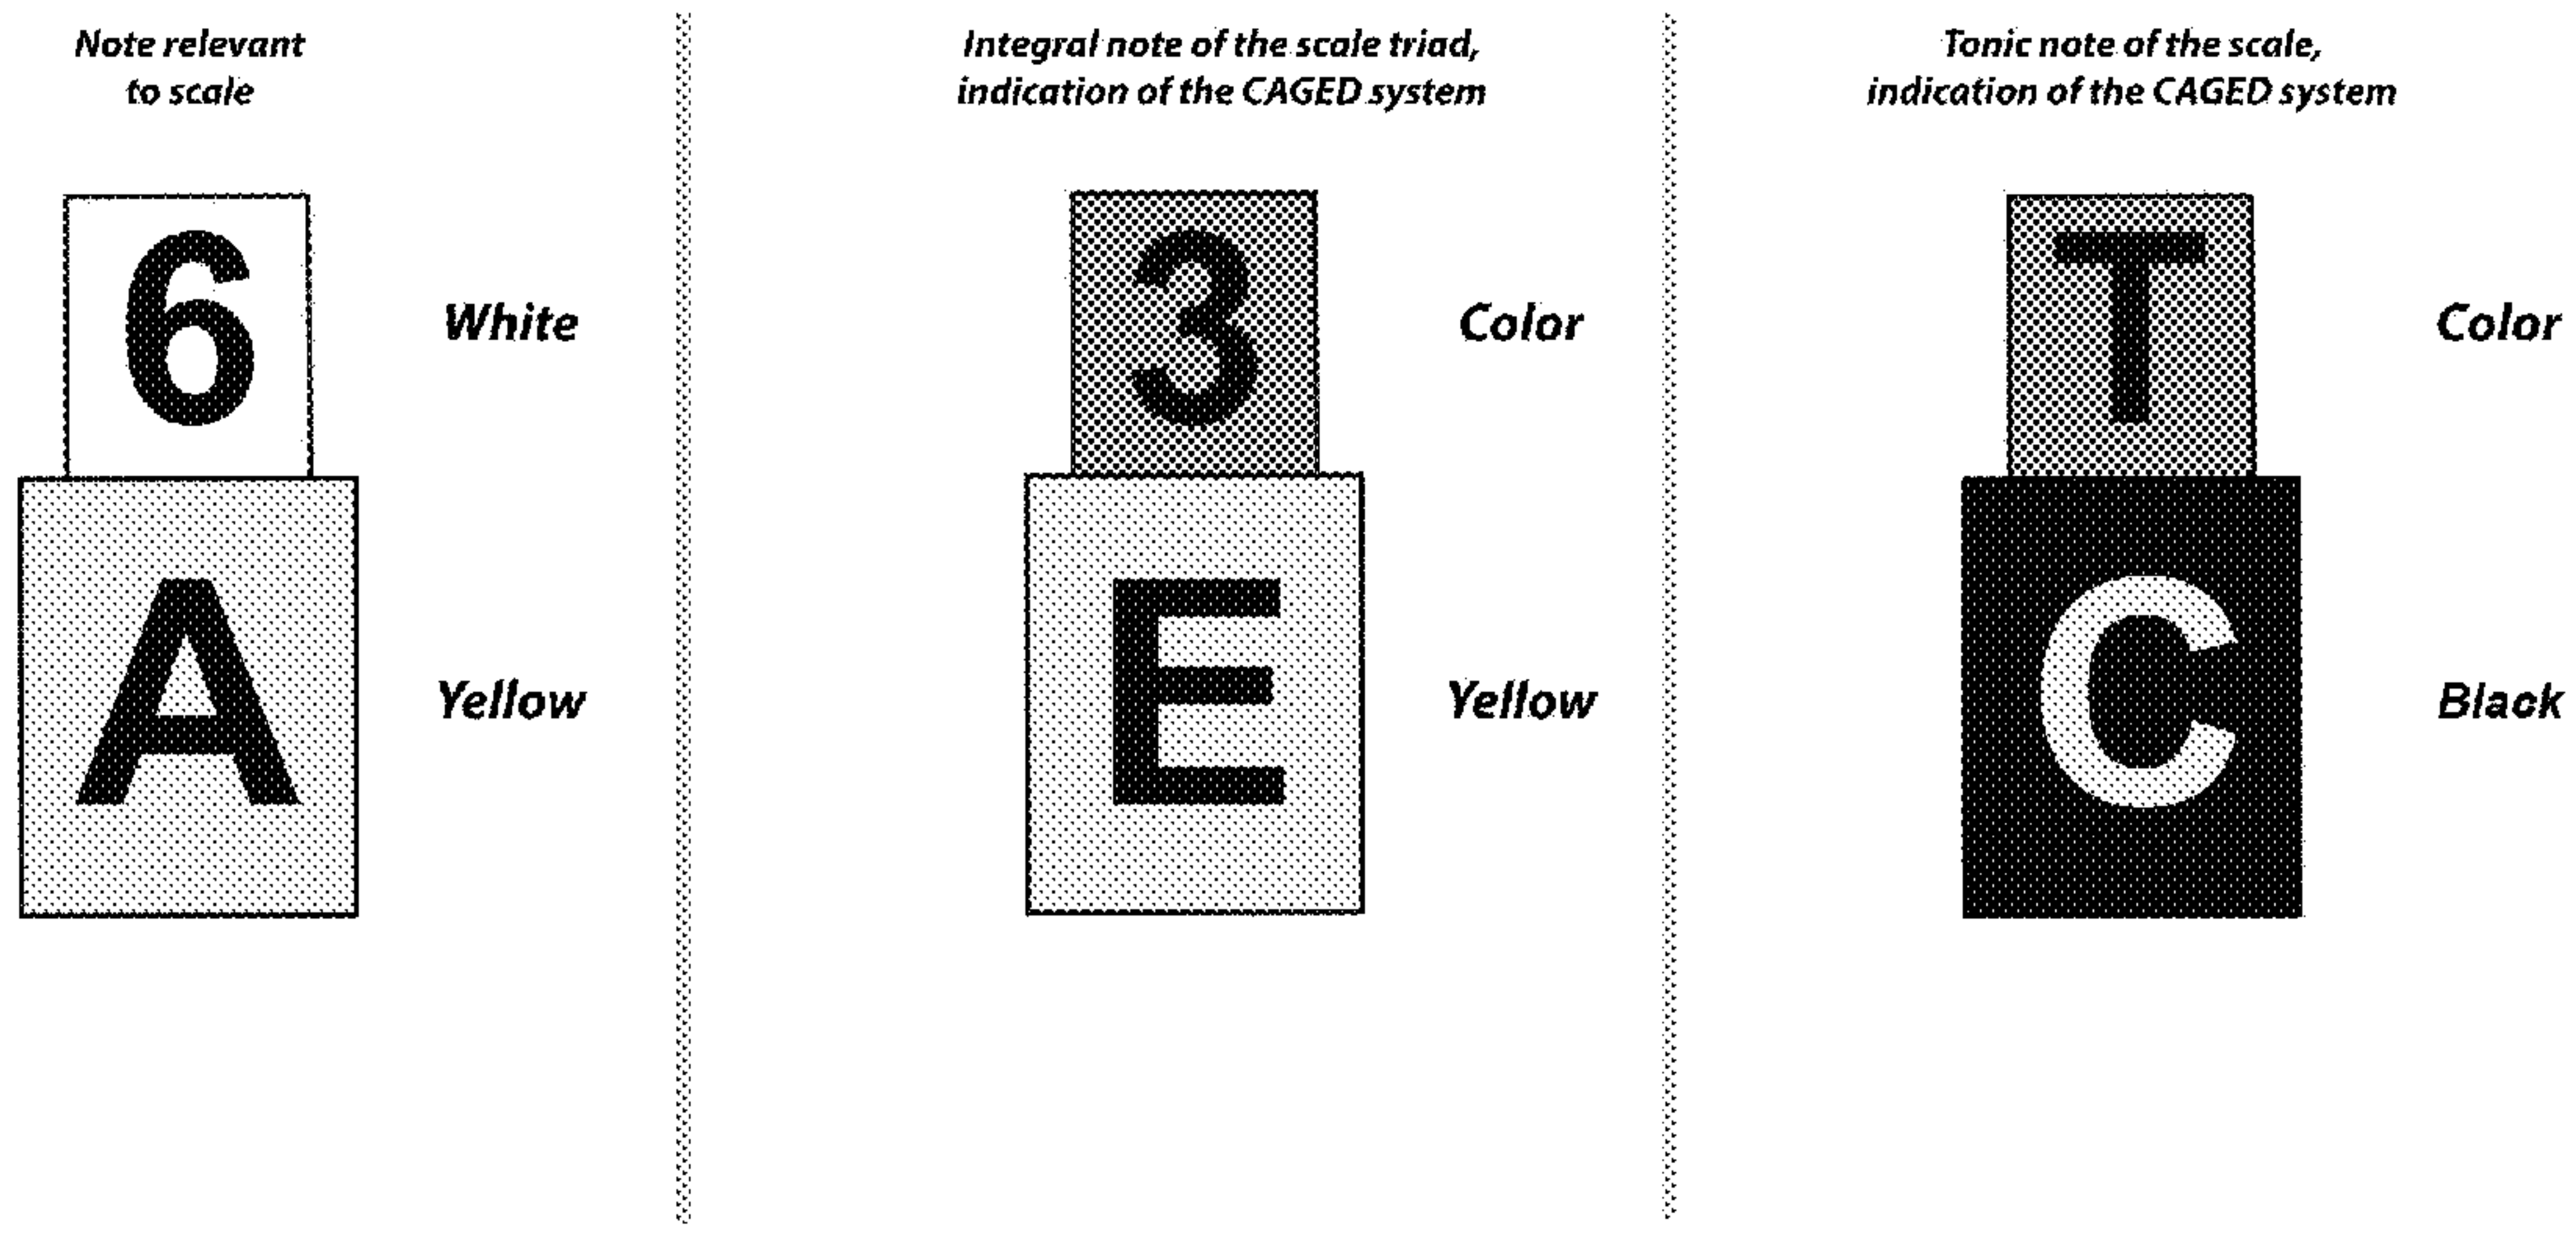 Note relevant
to scale
6
White
A
Yellow
Integral note of the scale triad,
indication of the CAGED system
3
Color
E
Yellow
Tonic note of the scale,
indication of the CAGED system
T
Color
C
Black